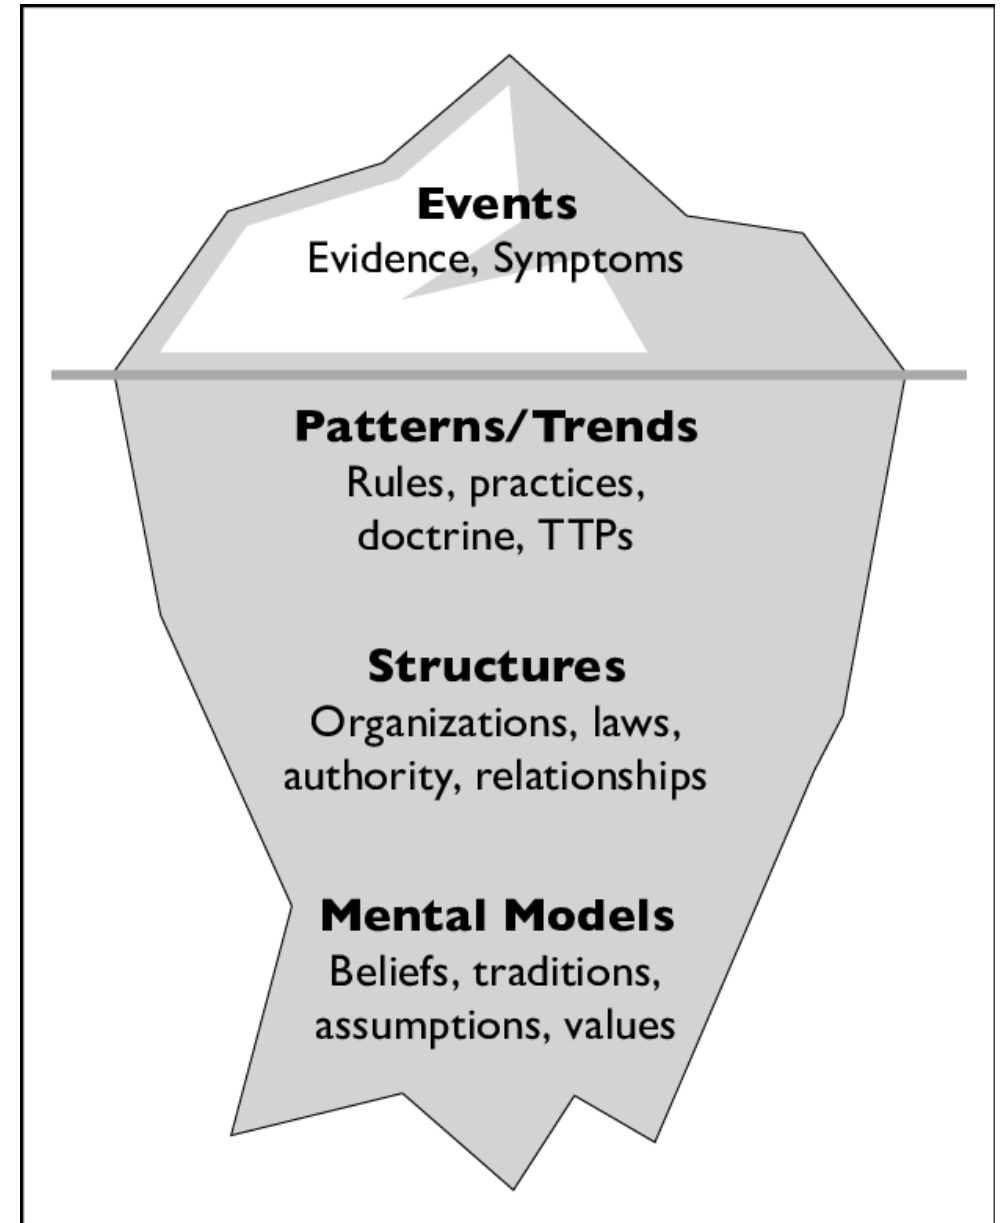 Events
Evidence, Symptoms
Patterns/Trends
Rules, practices,
doctrine, TTPs
Structures
Organizations, laws,
authority, relationships
Mental Models
Beliefs, traditions,
assumptions, values